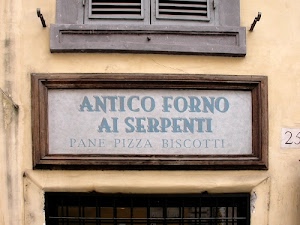 ANTICO FORNO
AI SERPENTI
PANE PIZZA BISCOTTI